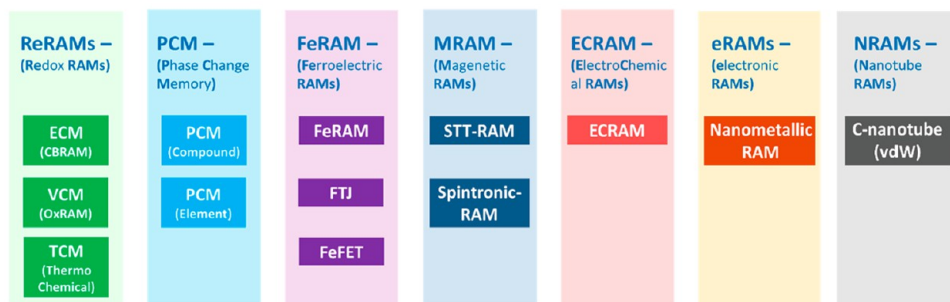 ReRAMs –
(Redox RAMs)
ECM
(CBRAM)
VCM
(OxRAM)
TCM
(Thermo
Chemical)
PCM –
(Phase Change
Memory)
PCM
(Compound)
PCM
(Element)
FeRAM –
(Ferroelectric
RAMs)
FeRAM
FTJ
FeFET
MRAM –
(Magenetic
RAMs)
STT-RAM
Spintronic-
RAM
ECRAM –
(ElectroChemic
al RAMs)
ECRAM
eRAMs –
(electronic
RAMs)
Nanometallic
RAM
NRAMs –
(Nanotube
RAMs)
C-nanotube
(vdW)